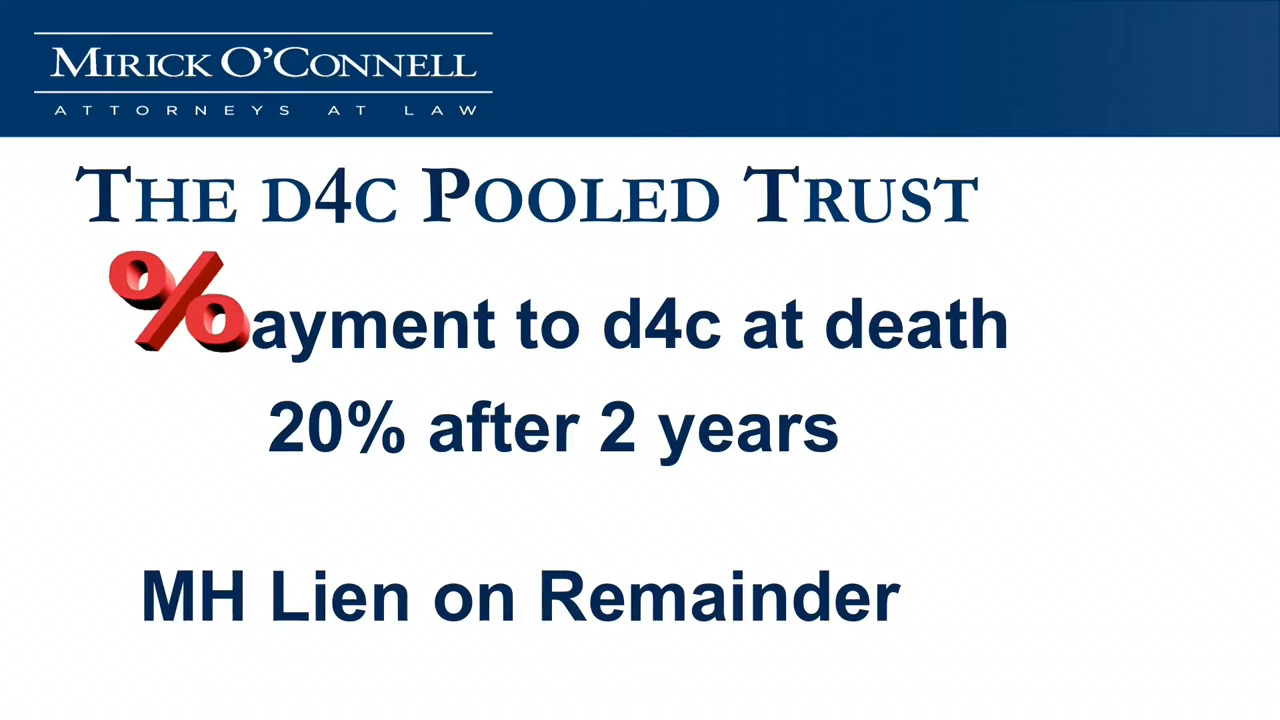 MIRICK O'CONNELL
ATTORNEYS AT LAW
THE D4C POOLED TRUST
%ayment to d4c at death
20% after 2 years
MH Lien on Remainder